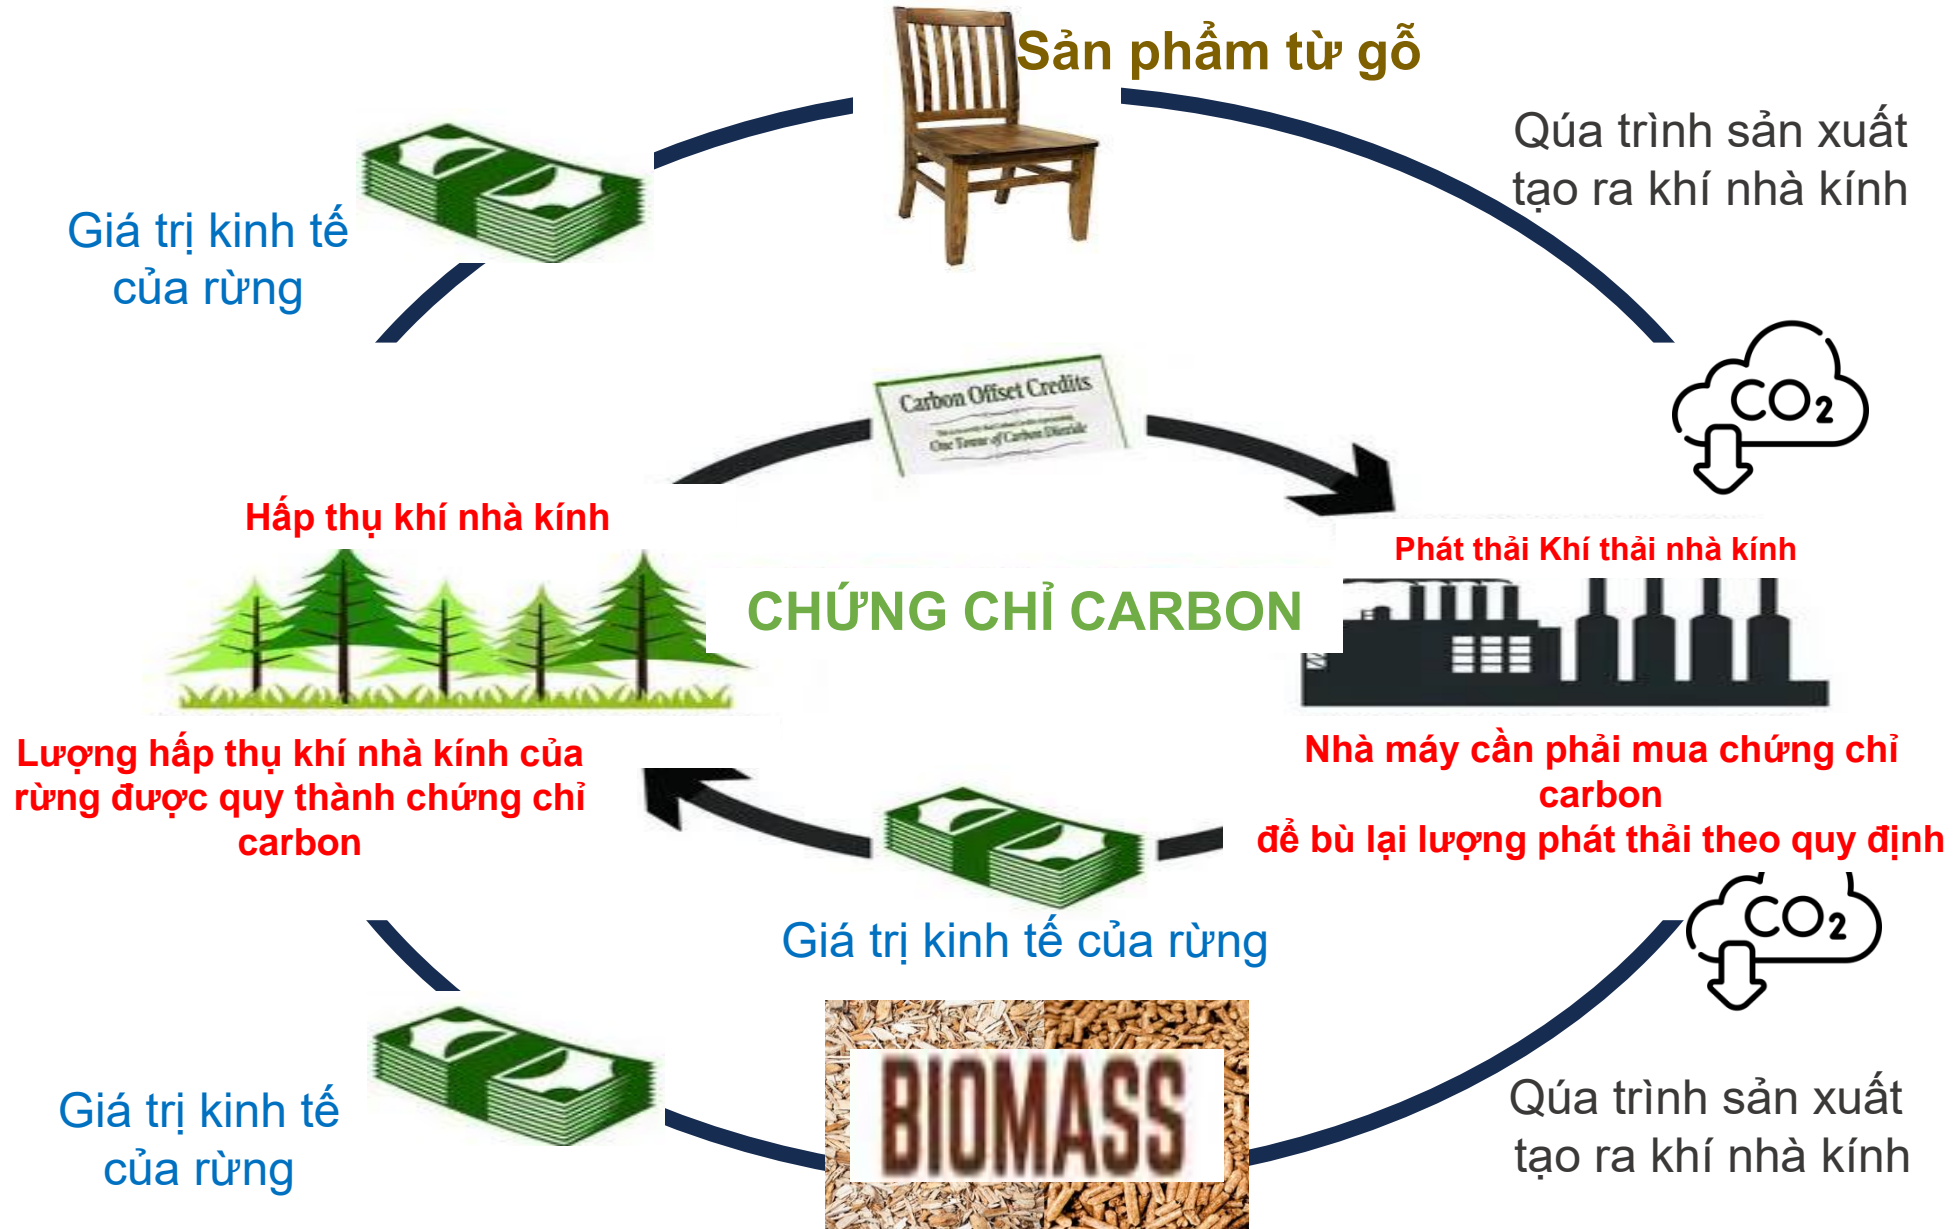 Sản phẩm từ gỗ
Qúa trình sản xuất
tạo ra khí nhà kính
Giá trị kinh tế
của rừng
CO2
Carbon Offset Credits
One Tonne of Carbon Dioxide
Hấp thụ khí nhà kính
Phát thải Khí thải nhà kính
CHỨNG CHỈ CARBON
Lượng hấp thụ khí nhà kính của
rừng được quy thành chứng chỉ
carbon
Nhà máy cần phải mua chứng chỉ
carbon
để bù lại lượng phát thải theo quy định
CO2
Giá trị kinh tế của rừng
BIOMASS
Giá trị kinh tế
của rừng
Qúa trình sản xuất
tạo ra khí nhà kính